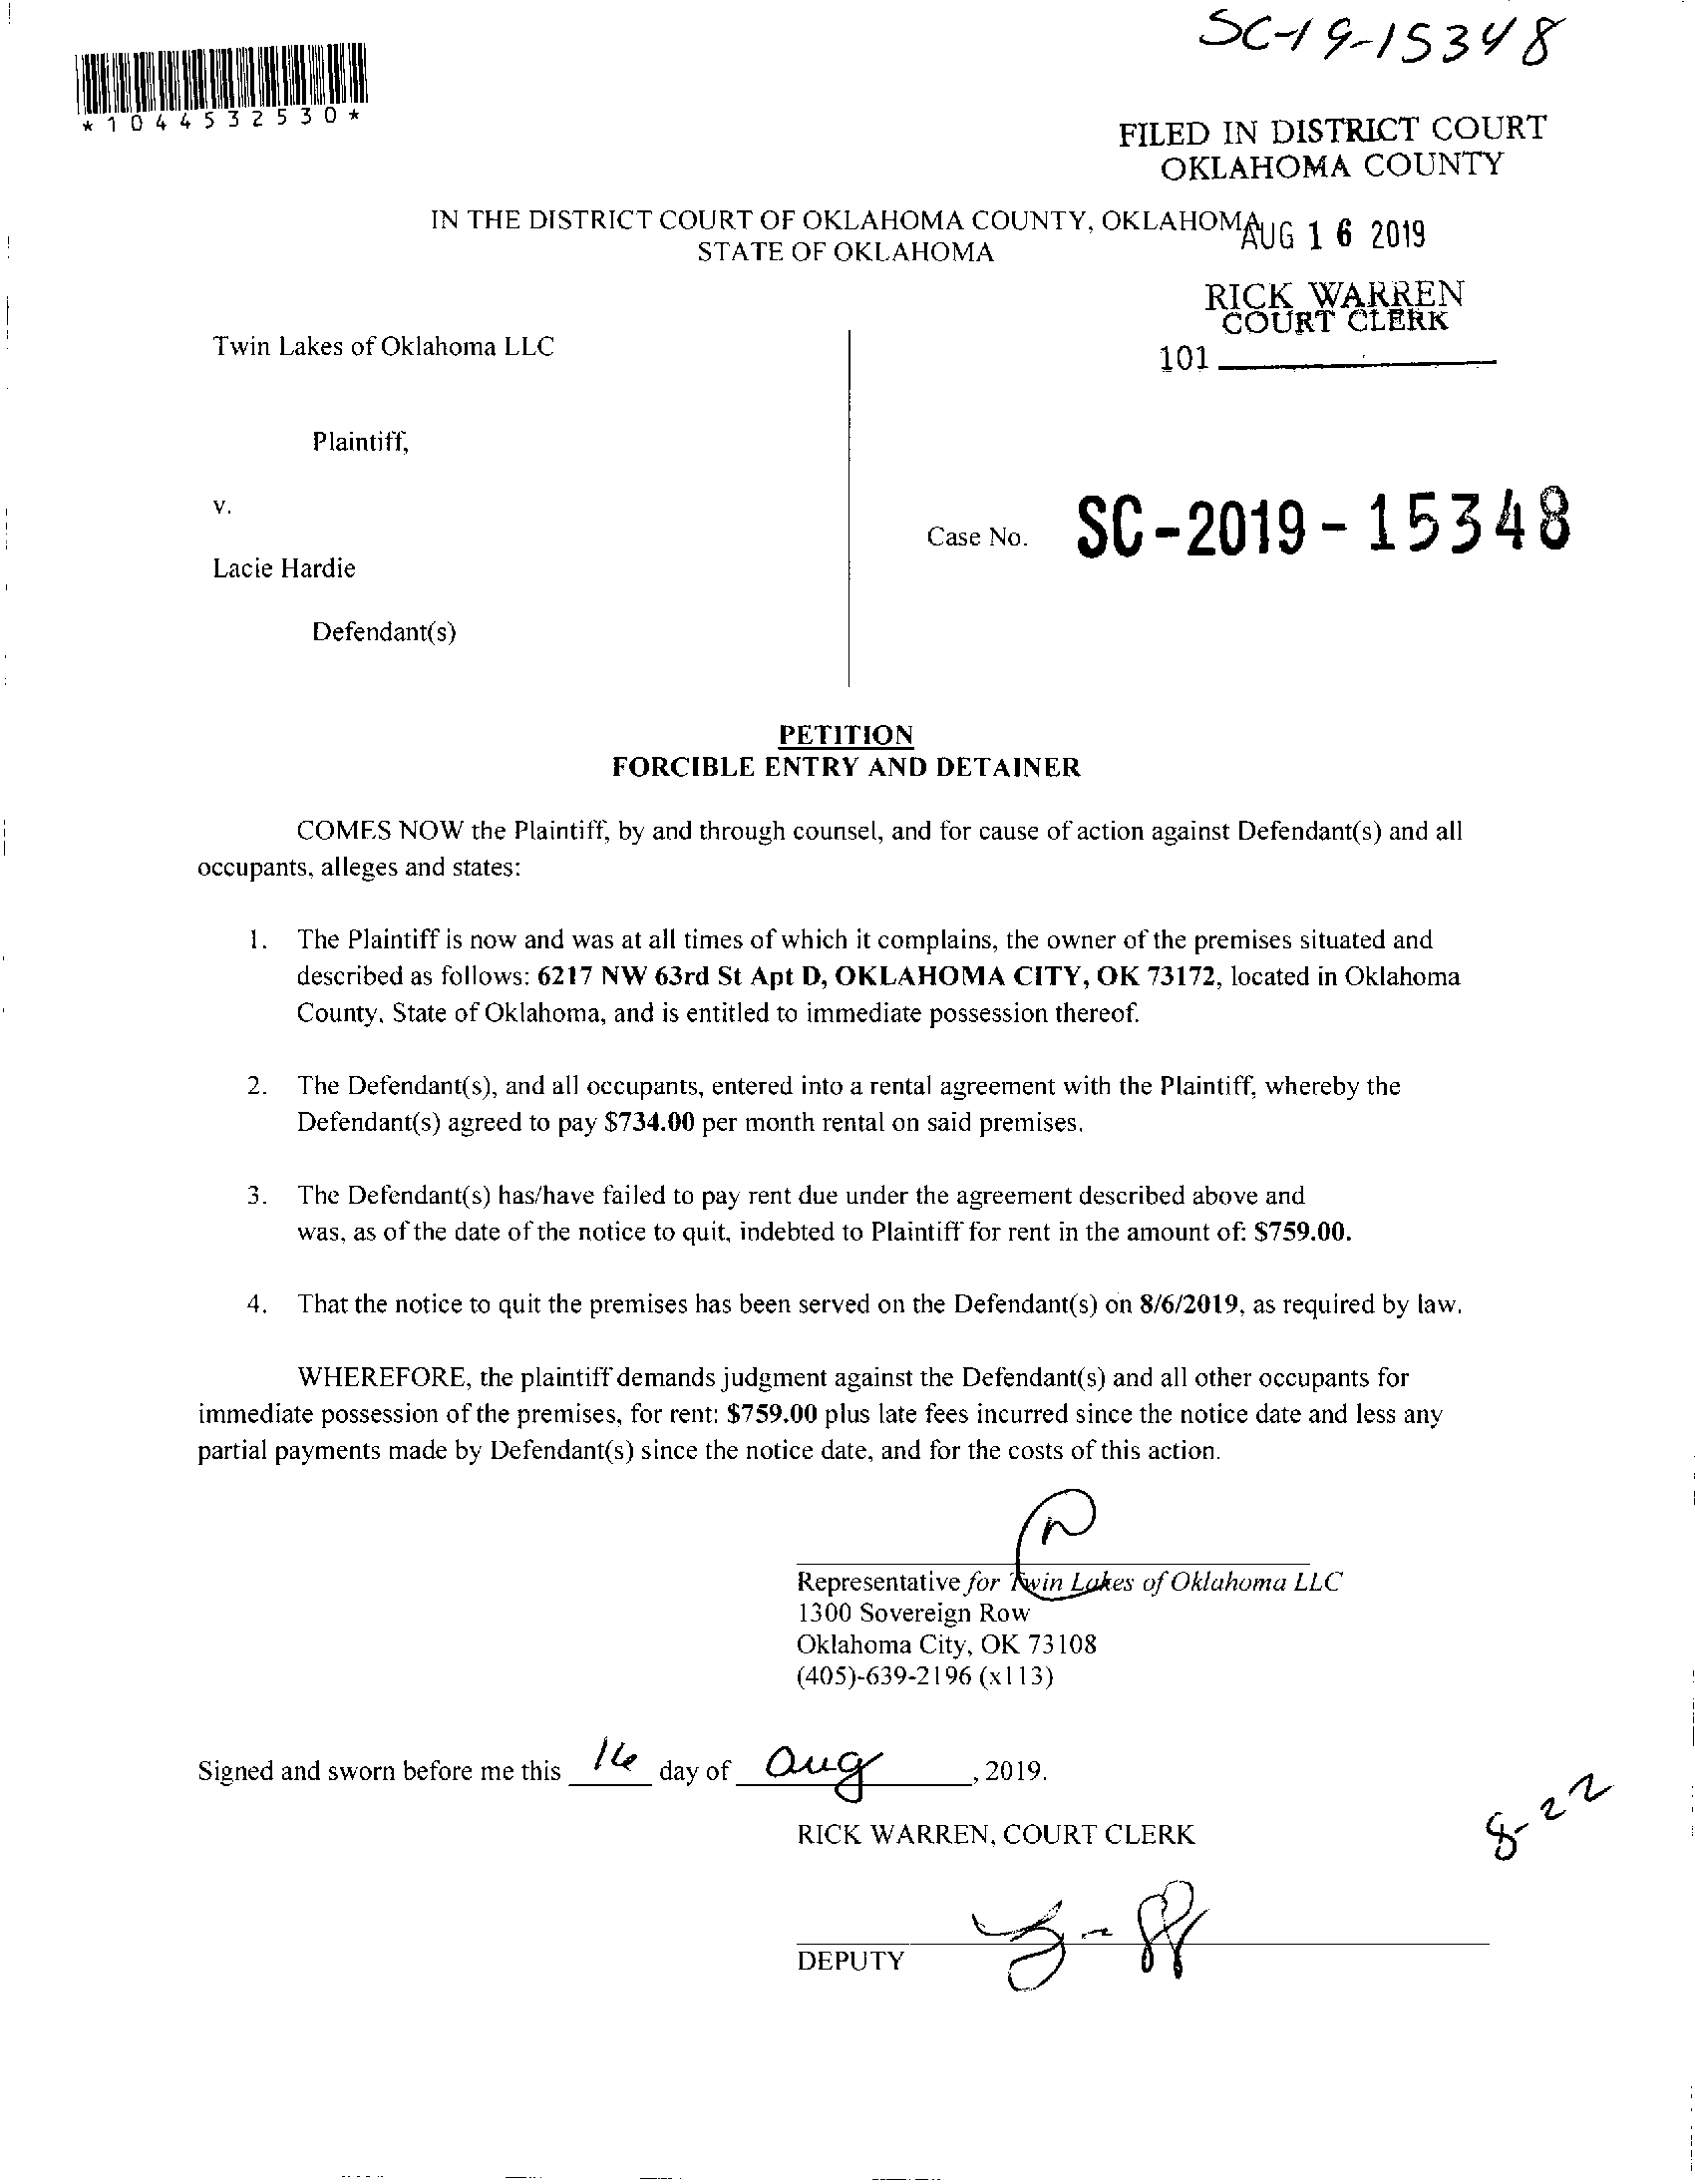 SC-19-15348
*1044532530*
FILED IN DISTRICT COURT
OKLAHOMA COUNTY
IN THE DISTRICT COURT OF OKLAHOMA COUNTY, OKLAHOMA
STATE OF OKLAHOMA
AUG 16 2019
RICK WARREN
COURT CLERK
101
Twin Lakes of Oklahoma LLC
Plaintiff,
v.
Case No. SC-2019-15348
Lacie Hardie
Defendant(s)
PETITION
FORCIBLE ENTRY AND DETAINER
COMES NOW the Plaintiff, by and through counsel, and for cause of action against Defendant(s) and all
occupants, alleges and states:
1. The Plaintiff is now and was at all times of which it complains, the owner of the premises situated and
described as follows: 6217 NW 63rd St Apt D, OKLAHOMA CITY, OK 73172, located in Oklahoma
County, State of Oklahoma, and is entitled to immediate possession thereof.
2. The Defendant(s), and all occupants, entered into a rental agreement with the Plaintiff, whereby the
Defendant(s) agreed to pay $734.00 per month rental on said premises.
3. The Defendant(s) has/have failed to pay rent due under the agreement described above and
was, as of the date of the notice to quit, indebted to Plaintiff for rent in the amount of: $759.00.
4. That the notice to quit the premises has been served on the Defendant(s) on 8/6/2019, as required by law.
WHEREFORE, the plaintiff demands judgment against the Defendant(s) and all other occupants for
immediate possession of the premises, for rent: $759.00 plus late fees incurred since the notice date and less any
partial payments made by Defendant(s) since the notice date, and for the costs of this action.
Representative for Twin Lakes of Oklahoma LLC
1300 Sovereign Row
Oklahoma City, OK 73108
(405)-639-2196 (x113)
Signed and sworn before me this 16 day of Aug, 2019.
RICK WARREN, COURT CLERK
8-22
DEPUTY